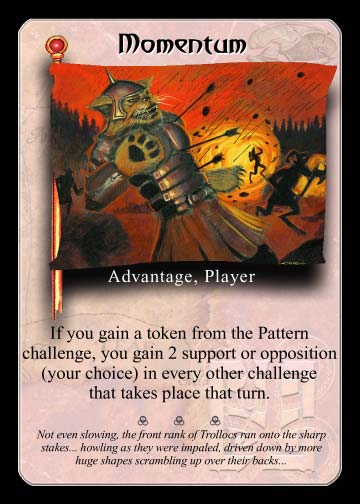 Momentum
Advantage, Player
If you gain a token from the Pattern
challenge, you gain 2 support or opposition
(your choice) in every other challenge
that takes place that turn.
Not even slowing, the front rank of Trollocs ran onto the sharp
stakes... howling as they were impaled, driven down by more
huge shapes scrambling up over their backs...